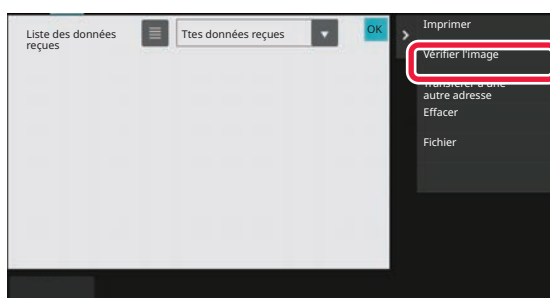 Liste des données
reçues
Ttes données reçues
OK
Imprimer
Vérifier l'image
Transférer à une
autre adresse
Effacer
Fichier